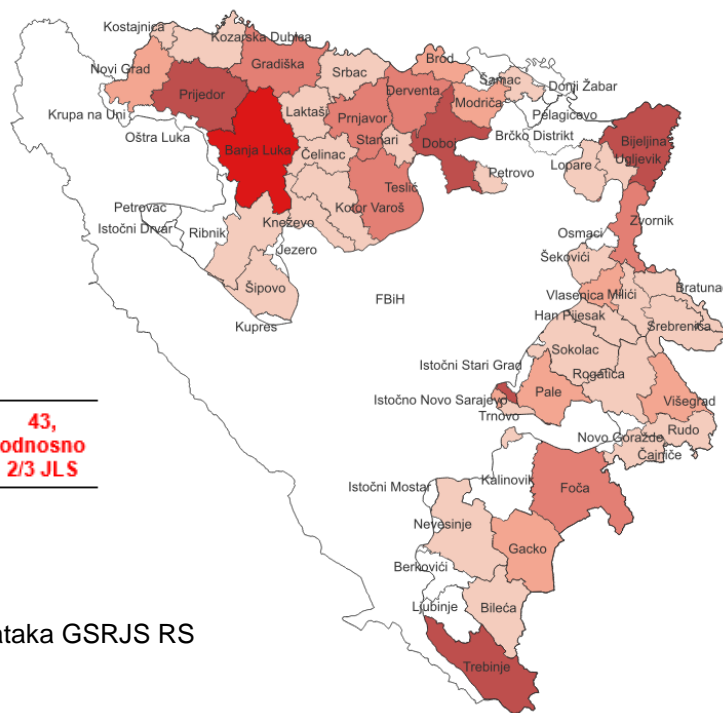 Kostajnica
Kozarska Dubica
Novi Grad
Gradiška
Srbac
Brod
Šamac
Donji Žabar
Prijedor
Derventa
Modriča
Krupa na Uni
Laktaši
Prnjavor
Pelagićevo
Oštra Luka
Banja Luka
Čelinac
Stanari
Doboj
Brčko Distrikt
Bijeljina
Ugljevik
Lopare
Petrovo
Teslić
Kotor Varoš
Petrovac
Istočni Drvar
Ribnik
Kneževo
Jezero
Zvornik
Osmaci
Šekovići
Šipovo
Kupres
FBiH
Vlasenica
Milići
Bratuna
Han Pijesak
Srebrenica
Sokolac
Istočni Stari Grad
Rogatica
Istočno Novo Sarajevo
Pale
Višegrad
Trnovo
43,
odnosno
2/3 JLS
Novo Goražde
Rudo
Čajniče
Kalinovik
Foča
Istočni Mostar
Nevesinje
Gacko
Berkovići
Ljubinje
Bileća
ataka GSRJS RS
Trebinje